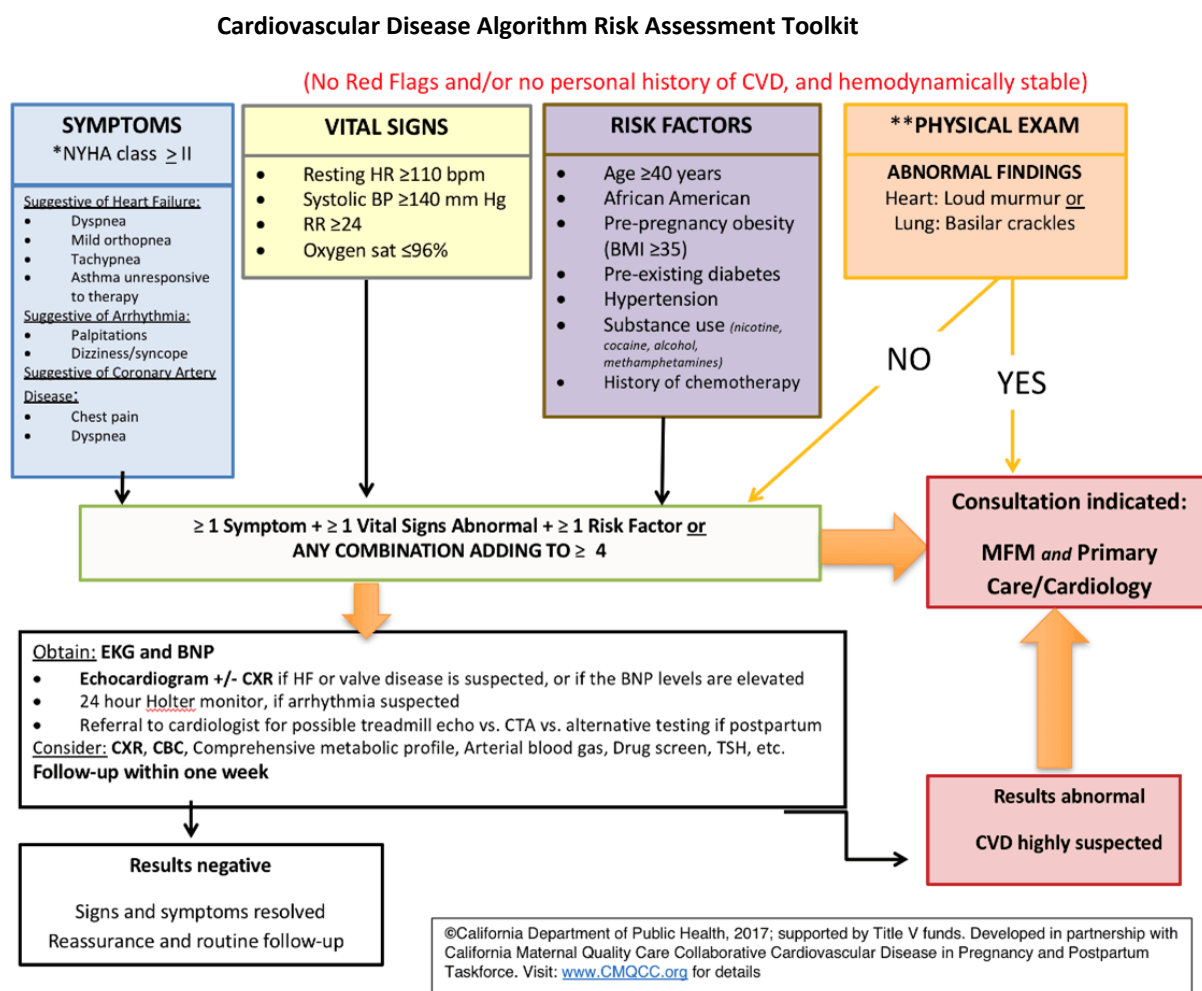 Cardiovascular Disease Algorithm Risk Assessment Toolkit
(No Red Flags and/or no personal history of CVD, and hemodynamically stable)
SYMPTOMS
*NYHA class ≥ II
Suggestive of Heart Failure:
• Dyspnea
• Mild orthopnea
• Tachypnea
• Asthma unresponsive
to therapy
Suggestive of Arrhythmia:
• Palpitations
• Dizziness/syncope
Suggestive of Coronary Artery
Disease:
• Chest pain
• Dyspnea
VITAL SIGNS
• Resting HR ≥110 bpm
• Systolic BP ≥140 mm Hg
• RR ≥24
• Oxygen sat ≤96%
RISK FACTORS
• Age ≥40 years
• African American
• Pre-pregnancy obesity
(BMI ≥35)
• Pre-existing diabetes
• Hypertension
• Substance use (nicotine,
cocaine, alcohol,
methamphetamines)
• History of chemotherapy
**PHYSICAL EXAM
ABNORMAL FINDINGS
Heart: Loud murmur or
Lung: Basilar crackles
NO
YES
≥ 1 Symptom + ≥ 1 Vital Signs Abnormal + ≥ 1 Risk Factor or
ANY COMBINATION ADDING TO ≥ 4
Consultation indicated:
MFM and Primary
Care/Cardiology
Obtain: EKG and BNP
• Echocardiogram +/- CXR if HF or valve disease is suspected, or if the BNP levels are elevated
• 24 hour Holter monitor, if arrhythmia suspected
• Referral to cardiologist for possible treadmill echo vs. CTA vs. alternative testing if postpartum
Consider: CXR, CBC, Comprehensive metabolic profile, Arterial blood gas, Drug screen, TSH, etc.
Follow-up within one week
Results abnormal
CVD highly suspected
Results negative
Signs and symptoms resolved
Reassurance and routine follow-up
©California Department of Public Health, 2017; supported by Title V funds. Developed in partnership with
California Maternal Quality Care Collaborative Cardiovascular Disease in Pregnancy and Postpartum
Taskforce. Visit: www.CMQCC.org for details